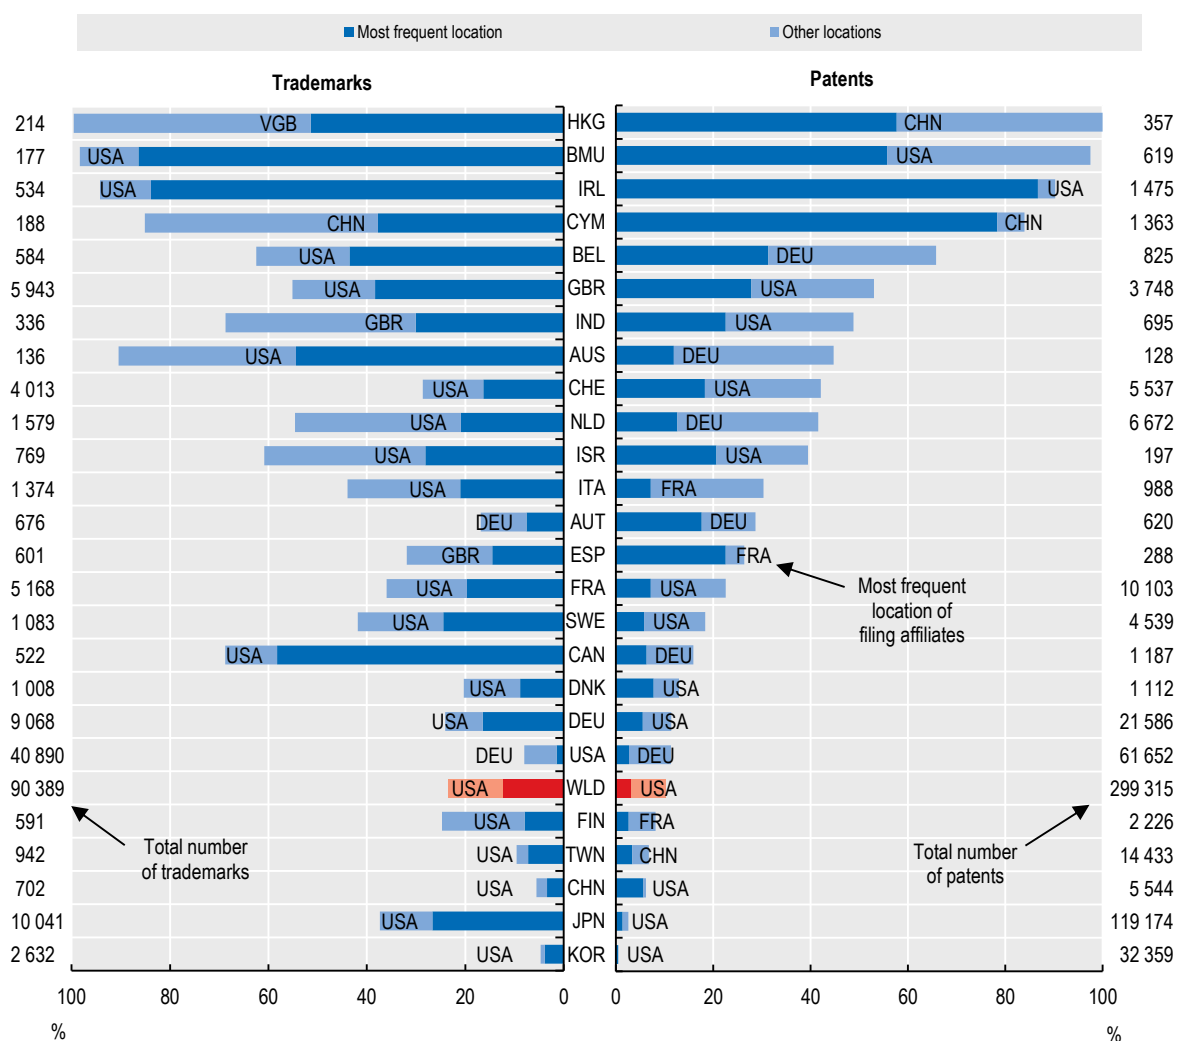 Most frequent location Other locations
Trademarks Patents
214 VGB HKG CHN 357
177 USA BMU USA 619
534 USA IRL USA 1 475
188 CHN CYM CHN 1 363
584 USA BEL DEU 825
5 943 USA GBR USA 3 748
336 GBR IND USA 695
136 USA AUS DEU 128
4 013 USA CHE USA 5 537
1 579 USA NLD DEU 6 672
769 USA ISR USA 197
1 374 USA ITA FRA 988
676 DEU AUT DEU 620
601 GBR ESP FRA 288
5 168 USA FRA USA 10 103
Most frequent
location of
filing affiliates
1 083 USA SWE USA 4 539
522 USA CAN DEU 1 187
1 008 USA DNK USA 1 112
9 068 USA DEU USA 21 586
40 890 DEU USA DEU 61 652
90 389 USA WLD USA 299 315
591 USA FIN FRA 2 226
Total number
of trademarks
Total number
of patents
942 USA TWN CHN 14 433
702 USA CHN USA 5 544
10 041 USA JPN USA 119 174
2 632 USA KOR USA 32 359
100 80 60 40 20 0 0 20 40 60 80 100
% %